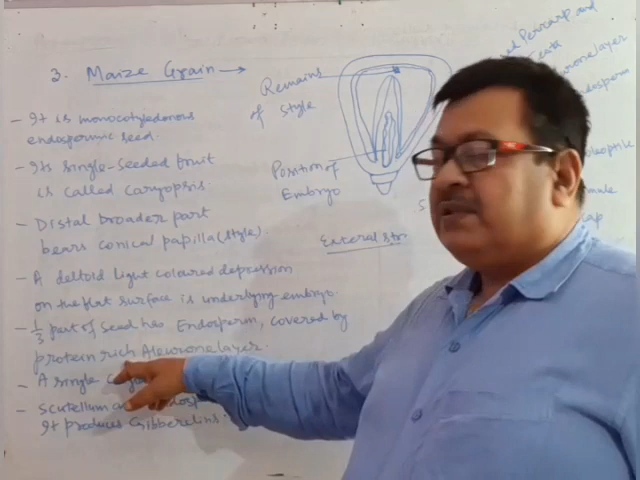 3. Maize Grain →
- It is monocotyledonous
endospermic seed.
- Its single-seeded fruit
is called caryopsis.
- Distal broader part
bears conical papilla (style).
- A deltoid light coloured depression
on the flat surface is underlying embryo.
- 1/3 part of seed has Endosperm, covered by
protein rich Aleurone layer.
- A single
- Scutellum
It produces Gibberelins.
Remains
of Style
Position of
Embryo
External
Pericarp and